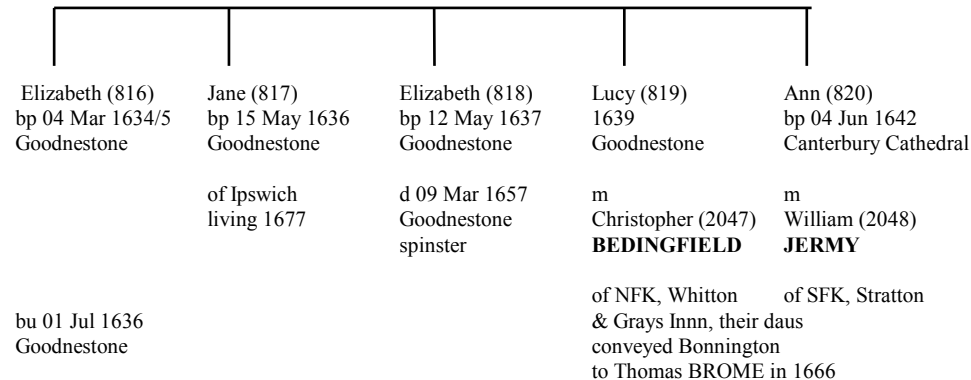 Elizabeth (816)
bp 04 Mar 1634/5
Goodnestone
bu 01 Jul 1636
Goodnestone
Jane (817)
bp 15 May 1636
Goodnestone
of Ipswich
living 1677
Elizabeth (818)
bp 12 May 1637
Goodnestone
d 09 Mar 1657
Goodnestone
spinster
Lucy (819)
1639
Goodnestone
m
Christopher (2047)
BEDINGFIELD
of NFK, Whitton
& Grays Innn, their daus
conveyed Bonnington
to Thomas BROME in 1666
Ann (820)
bp 04 Jun 1642
Canterbury Cathedral
m
William (2048)
JERMY
of SFK, Stratton